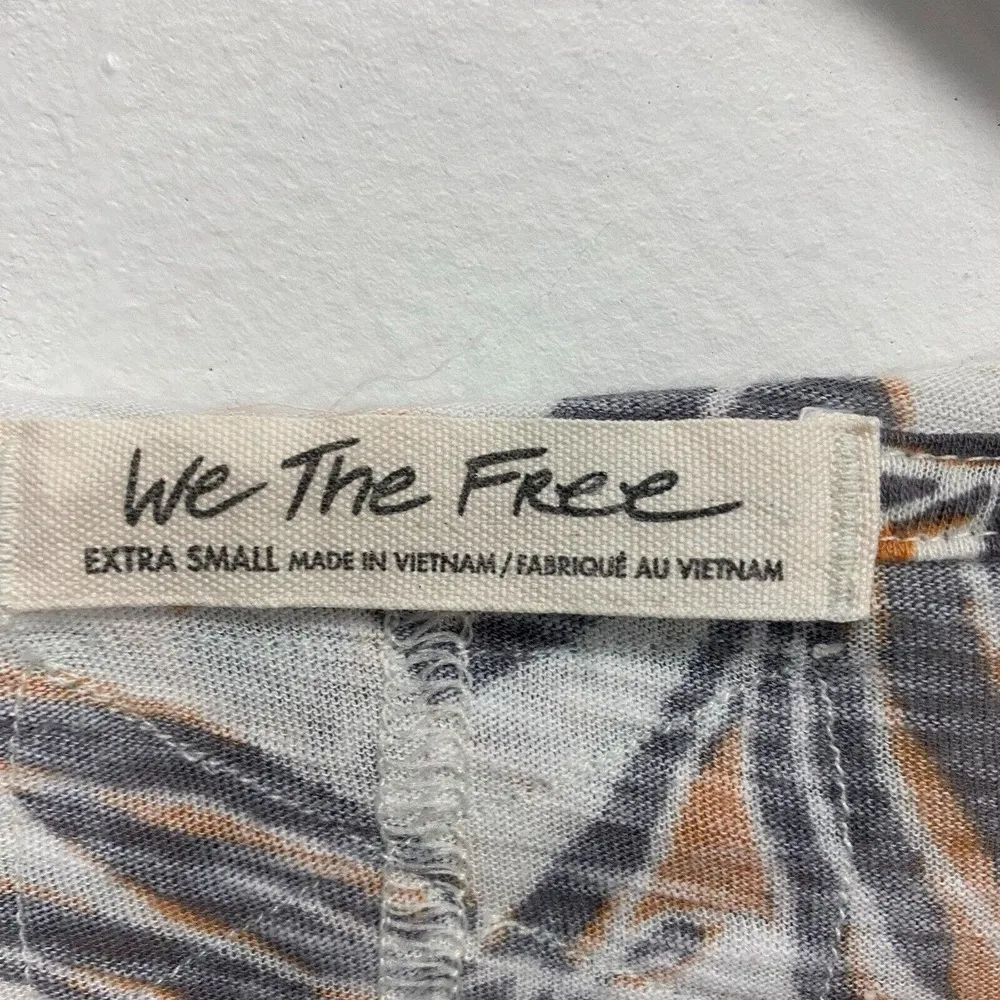 We The Free
EXTRA SMALL MADE IN VIETNAM / FABRIQUÉ AU VIETNAM